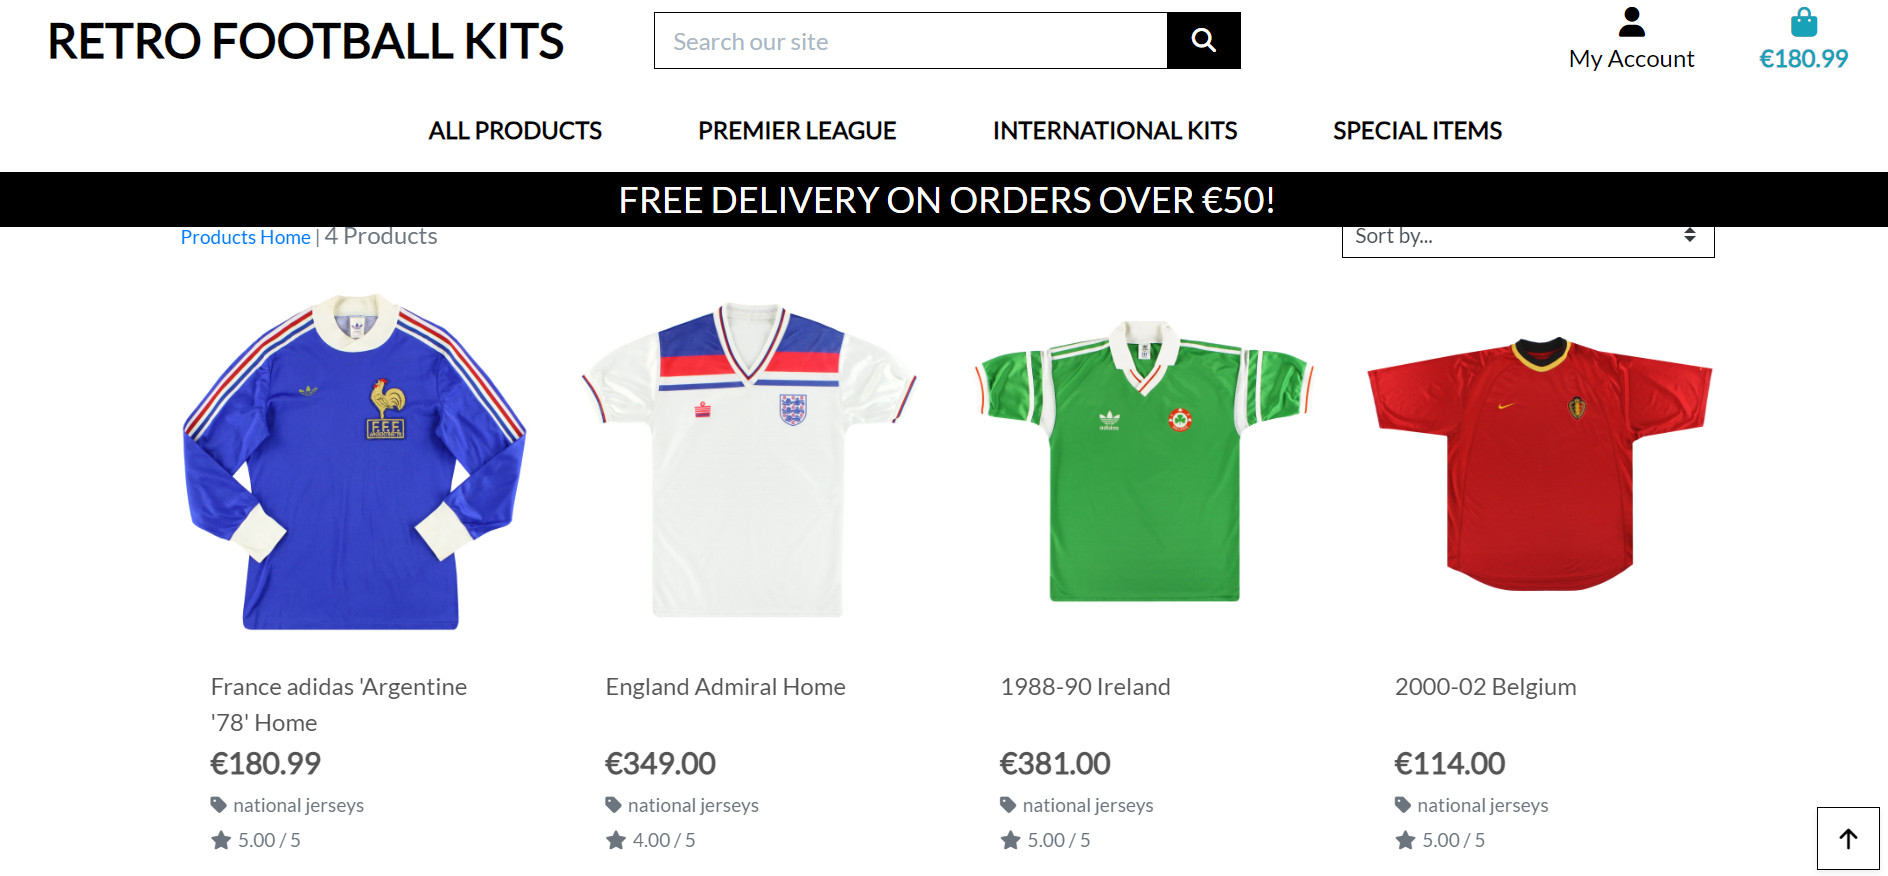 RETRO FOOTBALL KITS
Search our site
My Account
€180.99
ALL PRODUCTS
PREMIER LEAGUE
INTERNATIONAL KITS
SPECIAL ITEMS
FREE DELIVERY ON ORDERS OVER €50!
Products Home | 4 Products
Sort by...
F.F.F.
ARGENTINE 78
adidas
France adidas 'Argentine
'78' Home
€180.99
national jerseys
5.00 / 5
England Admiral Home
€349.00
national jerseys
4.00 / 5
1988-90 Ireland
€381.00
national jerseys
5.00 / 5
2000-02 Belgium
€114.00
national jerseys
5.00 / 5